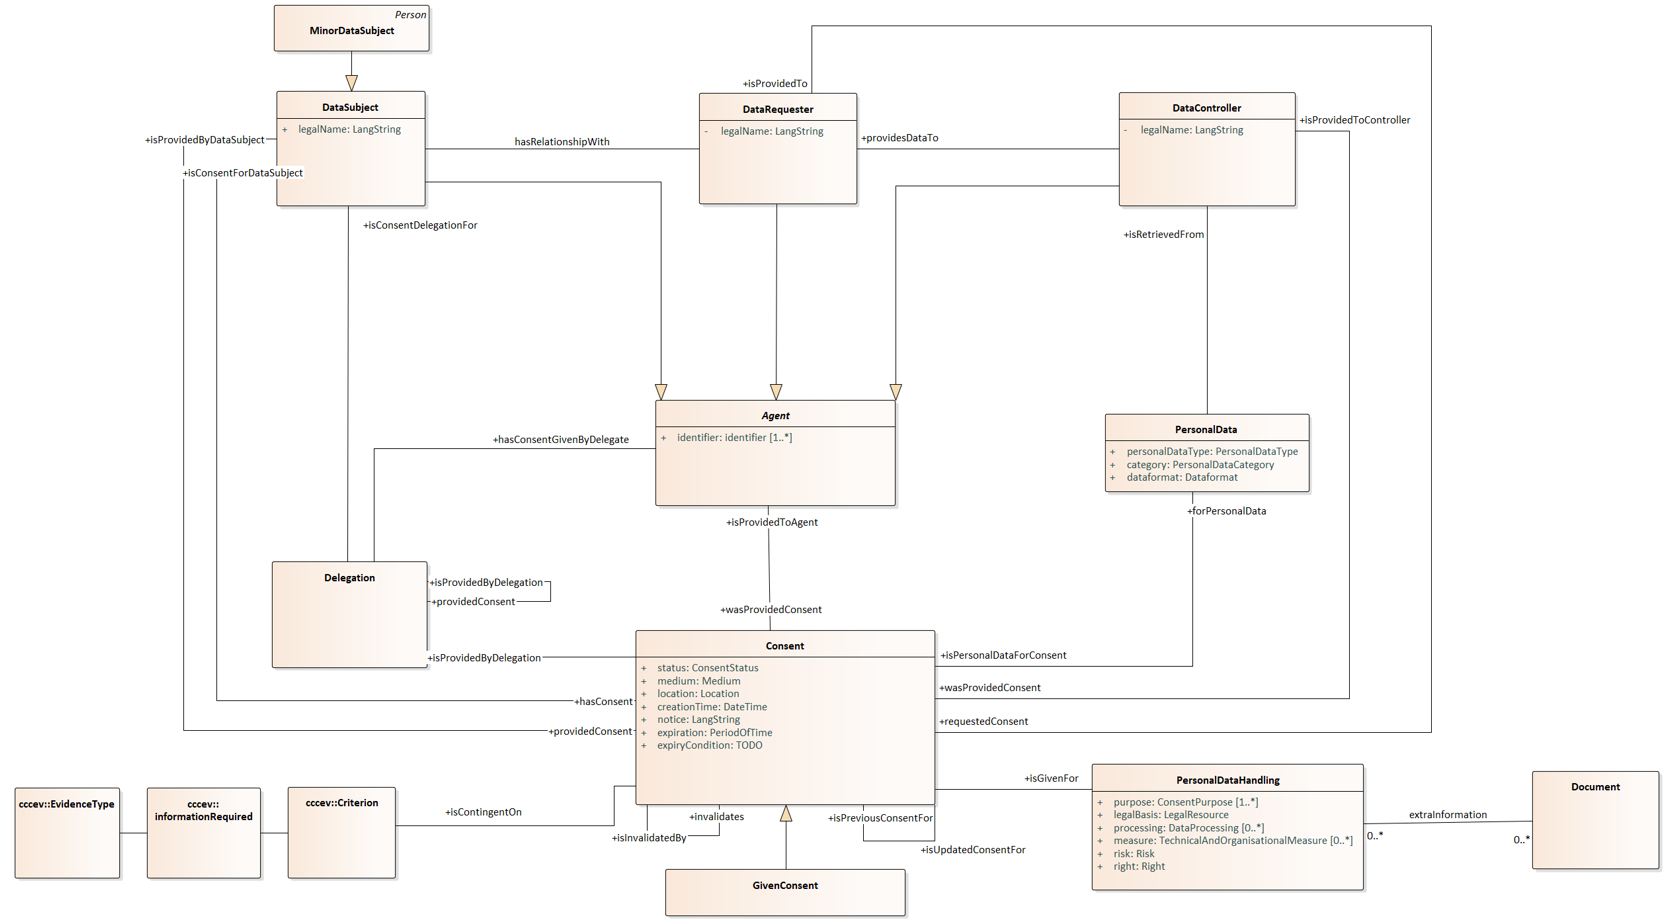 Person
MinorDataSubject
DataSubject
+ legalName: LangString
+isProvidedByDataSubject
+isConsentForDataSubject
hasRelationshipWith
+isProvidedTo
DataRequester
- legalName: LangString
+providesDataTo
DataController
- legalName: LangString
+isProvidedToController
+isConsentDelegationFor
+isRetrievedFrom
Agent
+ identifier: identifier [1..*]
+hasConsentGivenByDelegate
+isProvidedToAgent
PersonalData
+ personalDataType: PersonalDataType
+ category: PersonalDataCategory
+ dataformat: Dataformat
+forPersonalData
Delegation
+isProvidedByDelegation
+providedConsent
+isProvidedByDelegation
+wasProvidedConsent
Consent
+ status: ConsentStatus
+ medium: Medium
+ location: Location
+ creationTime: DateTime
+ notice: LangString
+ expiration: PeriodOfTime
+ expiryCondition: TODO
+isPersonalDataForConsent
+wasProvidedConsent
+requestedConsent
+hasConsent
+providedConsent
cccev::EvidenceType
cccev::
informationRequired
cccev::Criterion
+isContingentOn
+isInvalidatedBy
+invalidates
+isPreviousConsentFor
+isUpdatedConsentFor
+isGivenFor
GivenConsent
PersonalDataHandling
+ purpose: ConsentPurpose [1..*]
+ legalBasis: LegalResource
+ processing: DataProcessing [0..*]
+ measure: TechnicalAndOrganisationalMeasure [0..*]
+ risk: Risk
+ right: Right
extraInformation
0..*
0..*
Document